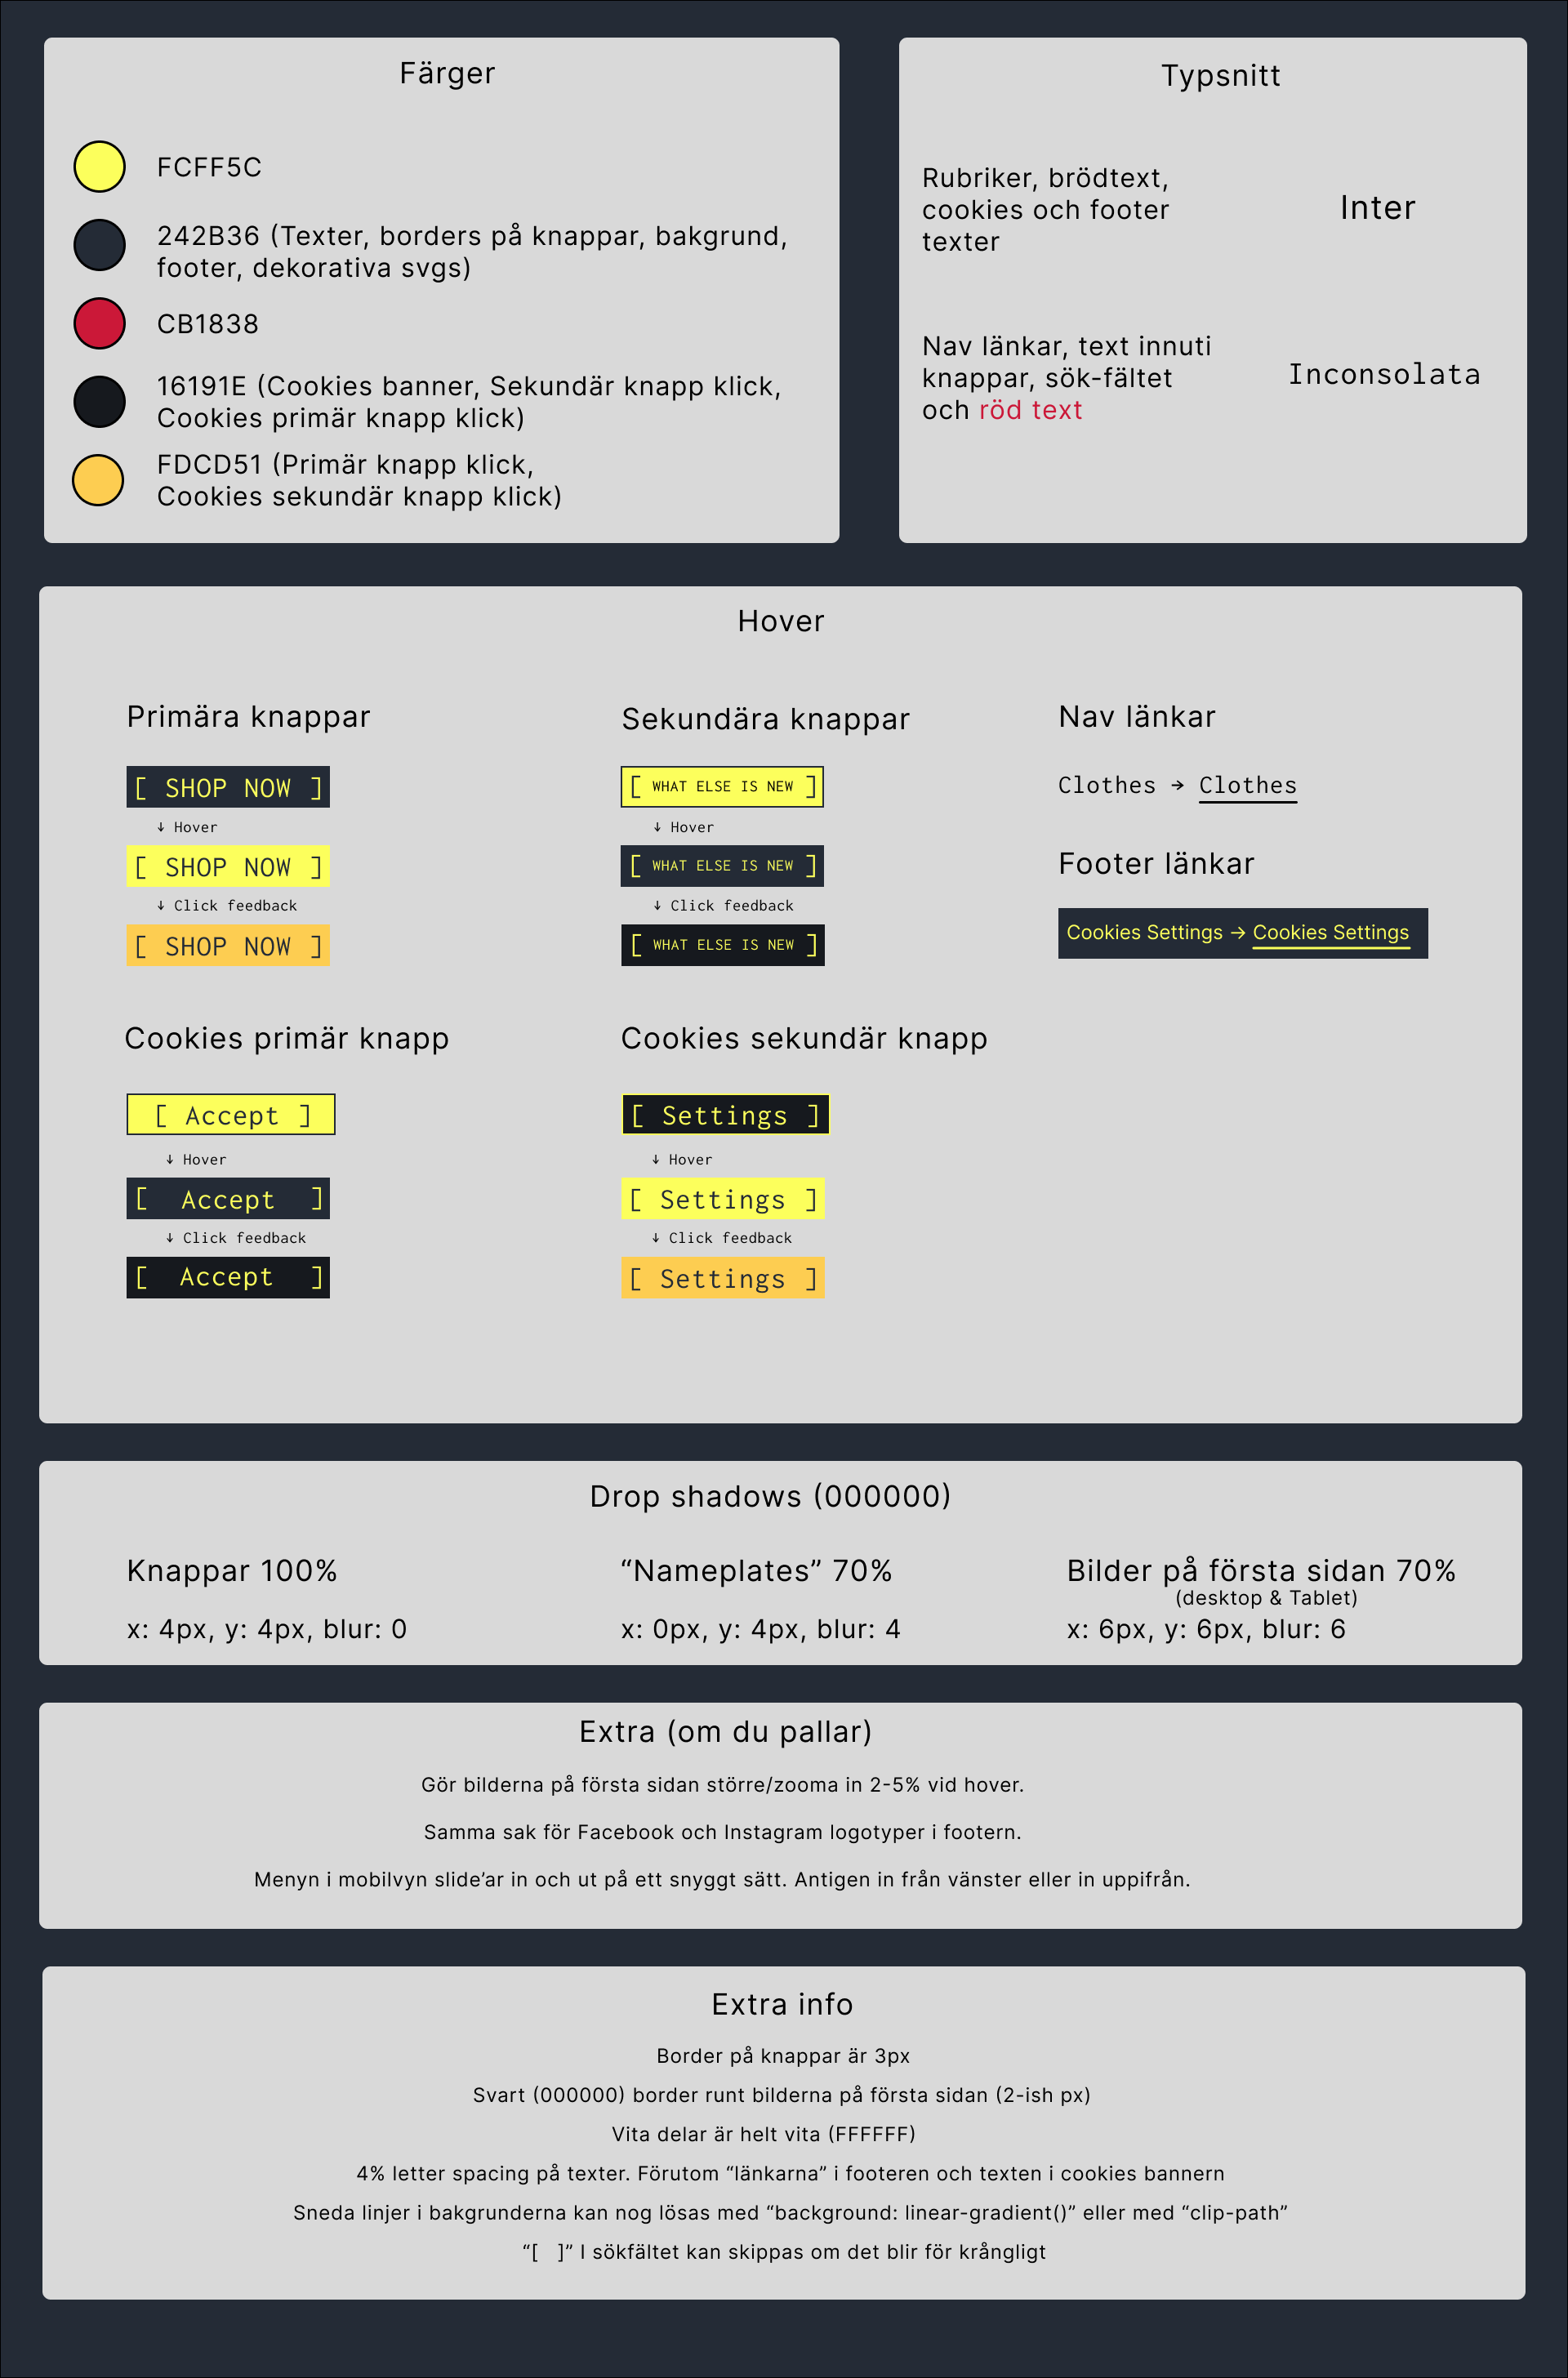 Färger
FCFF5C
242B36 (Texter, borders på knappar, bakgrund,
footer, dekorativa svgs)
CB1838
16191E (Cookies banner, Sekundär knapp klick,
Cookies primär knapp klick)
FDCD51 (Primär knapp klick,
Cookies sekundär knapp klick)
Typsnitt
Rubriker, brödtext,
cookies och footer
texter
Inter
Nav länkar, text innuti
knappar, sök-fältet
och röd text
Inconsolata
Hover
Primära knappar
[ SHOP NOW ]
↓ Hover
[ SHOP NOW ]
↓ Click feedback
[ SHOP NOW ]
Sekundära knappar
[ WHAT ELSE IS NEW ]
↓ Hover
[ WHAT ELSE IS NEW ]
↓ Click feedback
[ WHAT ELSE IS NEW ]
Nav länkar
Clothes → Clothes
Footer länkar
Cookies Settings → Cookies Settings
Cookies primär knapp
[ Accept ]
↓ Hover
[ Accept ]
↓ Click feedback
[ Accept ]
Cookies sekundär knapp
[ Settings ]
↓ Hover
[ Settings ]
↓ Click feedback
[ Settings ]
Drop shadows (000000)
Knappar 100%
x: 4px, y: 4px, blur: 0
“Nameplates” 70%
x: 0px, y: 4px, blur: 4
Bilder på första sidan 70%
(desktop & Tablet)
x: 6px, y: 6px, blur: 6
Extra (om du pallar)
Gör bilderna på första sidan större/zooma in 2-5% vid hover.
Samma sak för Facebook och Instagram logotyper i footern.
Menyn i mobilvyn slide’ar in och ut på ett snyggt sätt. Antigen in från vänster eller in uppifrån.
Extra info
Border på knappar är 3px
Svart (000000) border runt bilderna på första sidan (2-ish px)
Vita delar är helt vita (FFFFFF)
4% letter spacing på texter. Förutom “länkarna” i footeren och texten i cookies bannern
Sneda linjer i bakgrunderna kan nog lösas med “background: linear-gradient()” eller med “clip-path”
“[ ]” I sökfältet kan skippas om det blir för krångligt